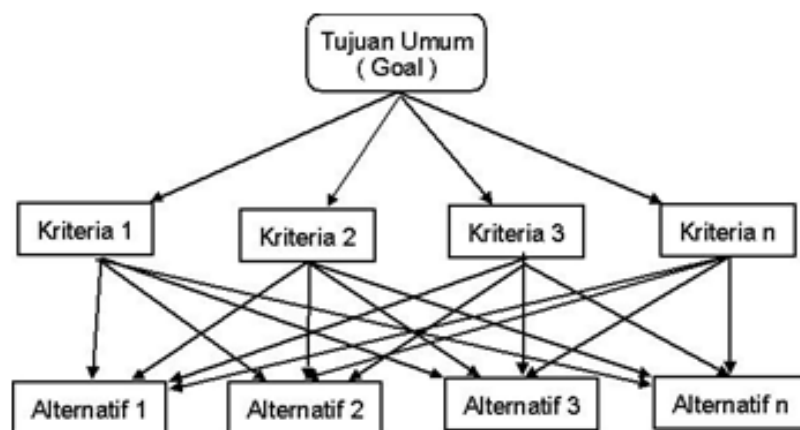 Tujuan Umum
( Goal )
Kriteria 1
Kriteria 2
Kriteria 3
Kriteria n
Alternatif 1
Alternatif 2
Alternatif 3
Alternatif n